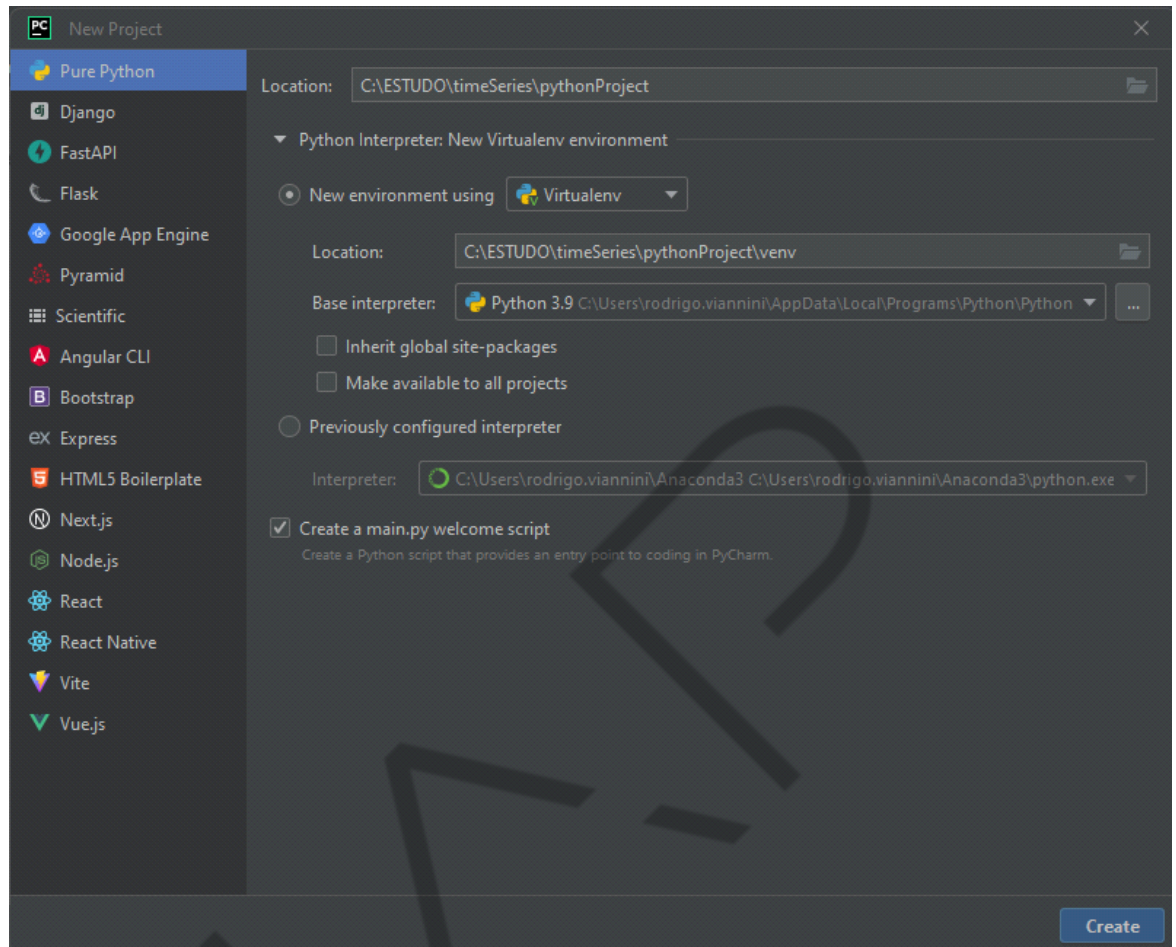 New Project
Pure Python
Django
FastAPI
Flask
Google App Engine
Pyramid
Scientific
Angular CLI
Bootstrap
Express
HTML5 Boilerplate
Next.js
Node.js
React
React Native
Vite
Vue.js
Location: C:\ESTUDO\timeSeries\pythonProject
Python Interpreter: New Virtualenv environment
New environment using Virtualenv
Location: C:\ESTUDO\timeSeries\pythonProject\venv
Base interpreter: Python 3.9 C:\Users\rodrigo.viannini\AppData\Local\Programs\Python\Python ...
Inherit global site-packages
Make available to all projects
Previously configured interpreter
Interpreter: C:\Users\rodrigo.viannini\Anaconda3 C:\Users\rodrigo.viannini\Anaconda3\python.exe
Create a main.py welcome script
Create a Python script that provides an entry point to coding in PyCharm.
Create